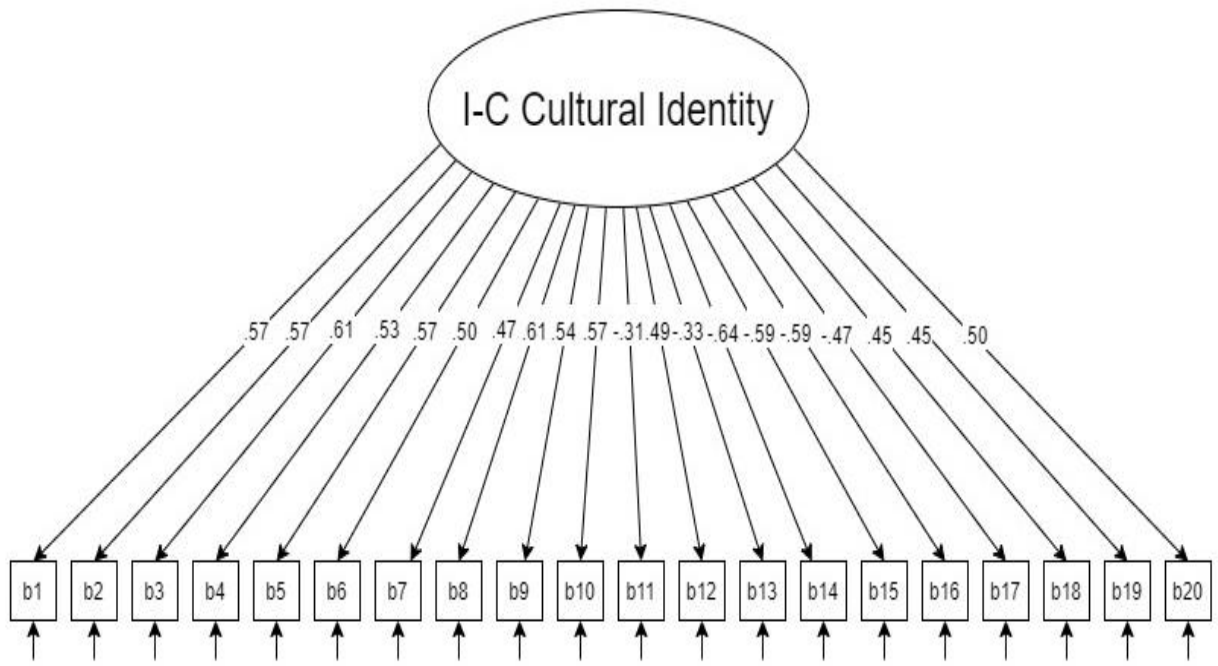 I-C Cultural Identity
.57 .57 .61 .53 .57 .50 .47 .61 .54 .57 -.31 .49 -.33 -.64 -.59 -.59 -.47 .45 .45 .50
b1 b2 b3 b4 b5 b6 b7 b8 b9 b10 b11 b12 b13 b14 b15 b16 b17 b18 b19 b20